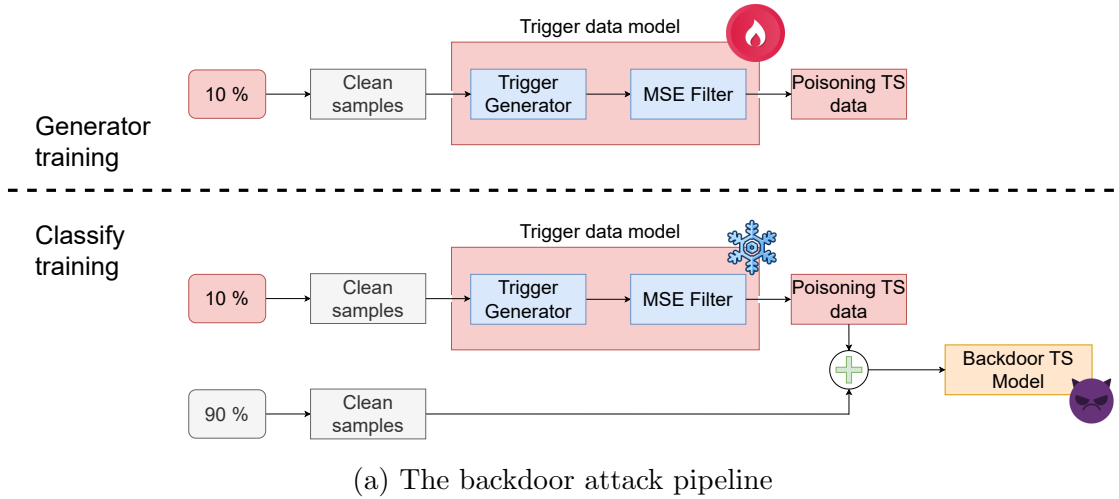 Trigger data model
10 %
Clean
samples
Trigger
Generator
MSE Filter
Poisoning TS
data
Generator
training
Classify
training
Trigger data model
10 %
Clean
samples
Trigger
Generator
MSE Filter
Poisoning TS
data
Backdoor TS
Model
90 %
Clean
samples
(a) The backdoor attack pipeline